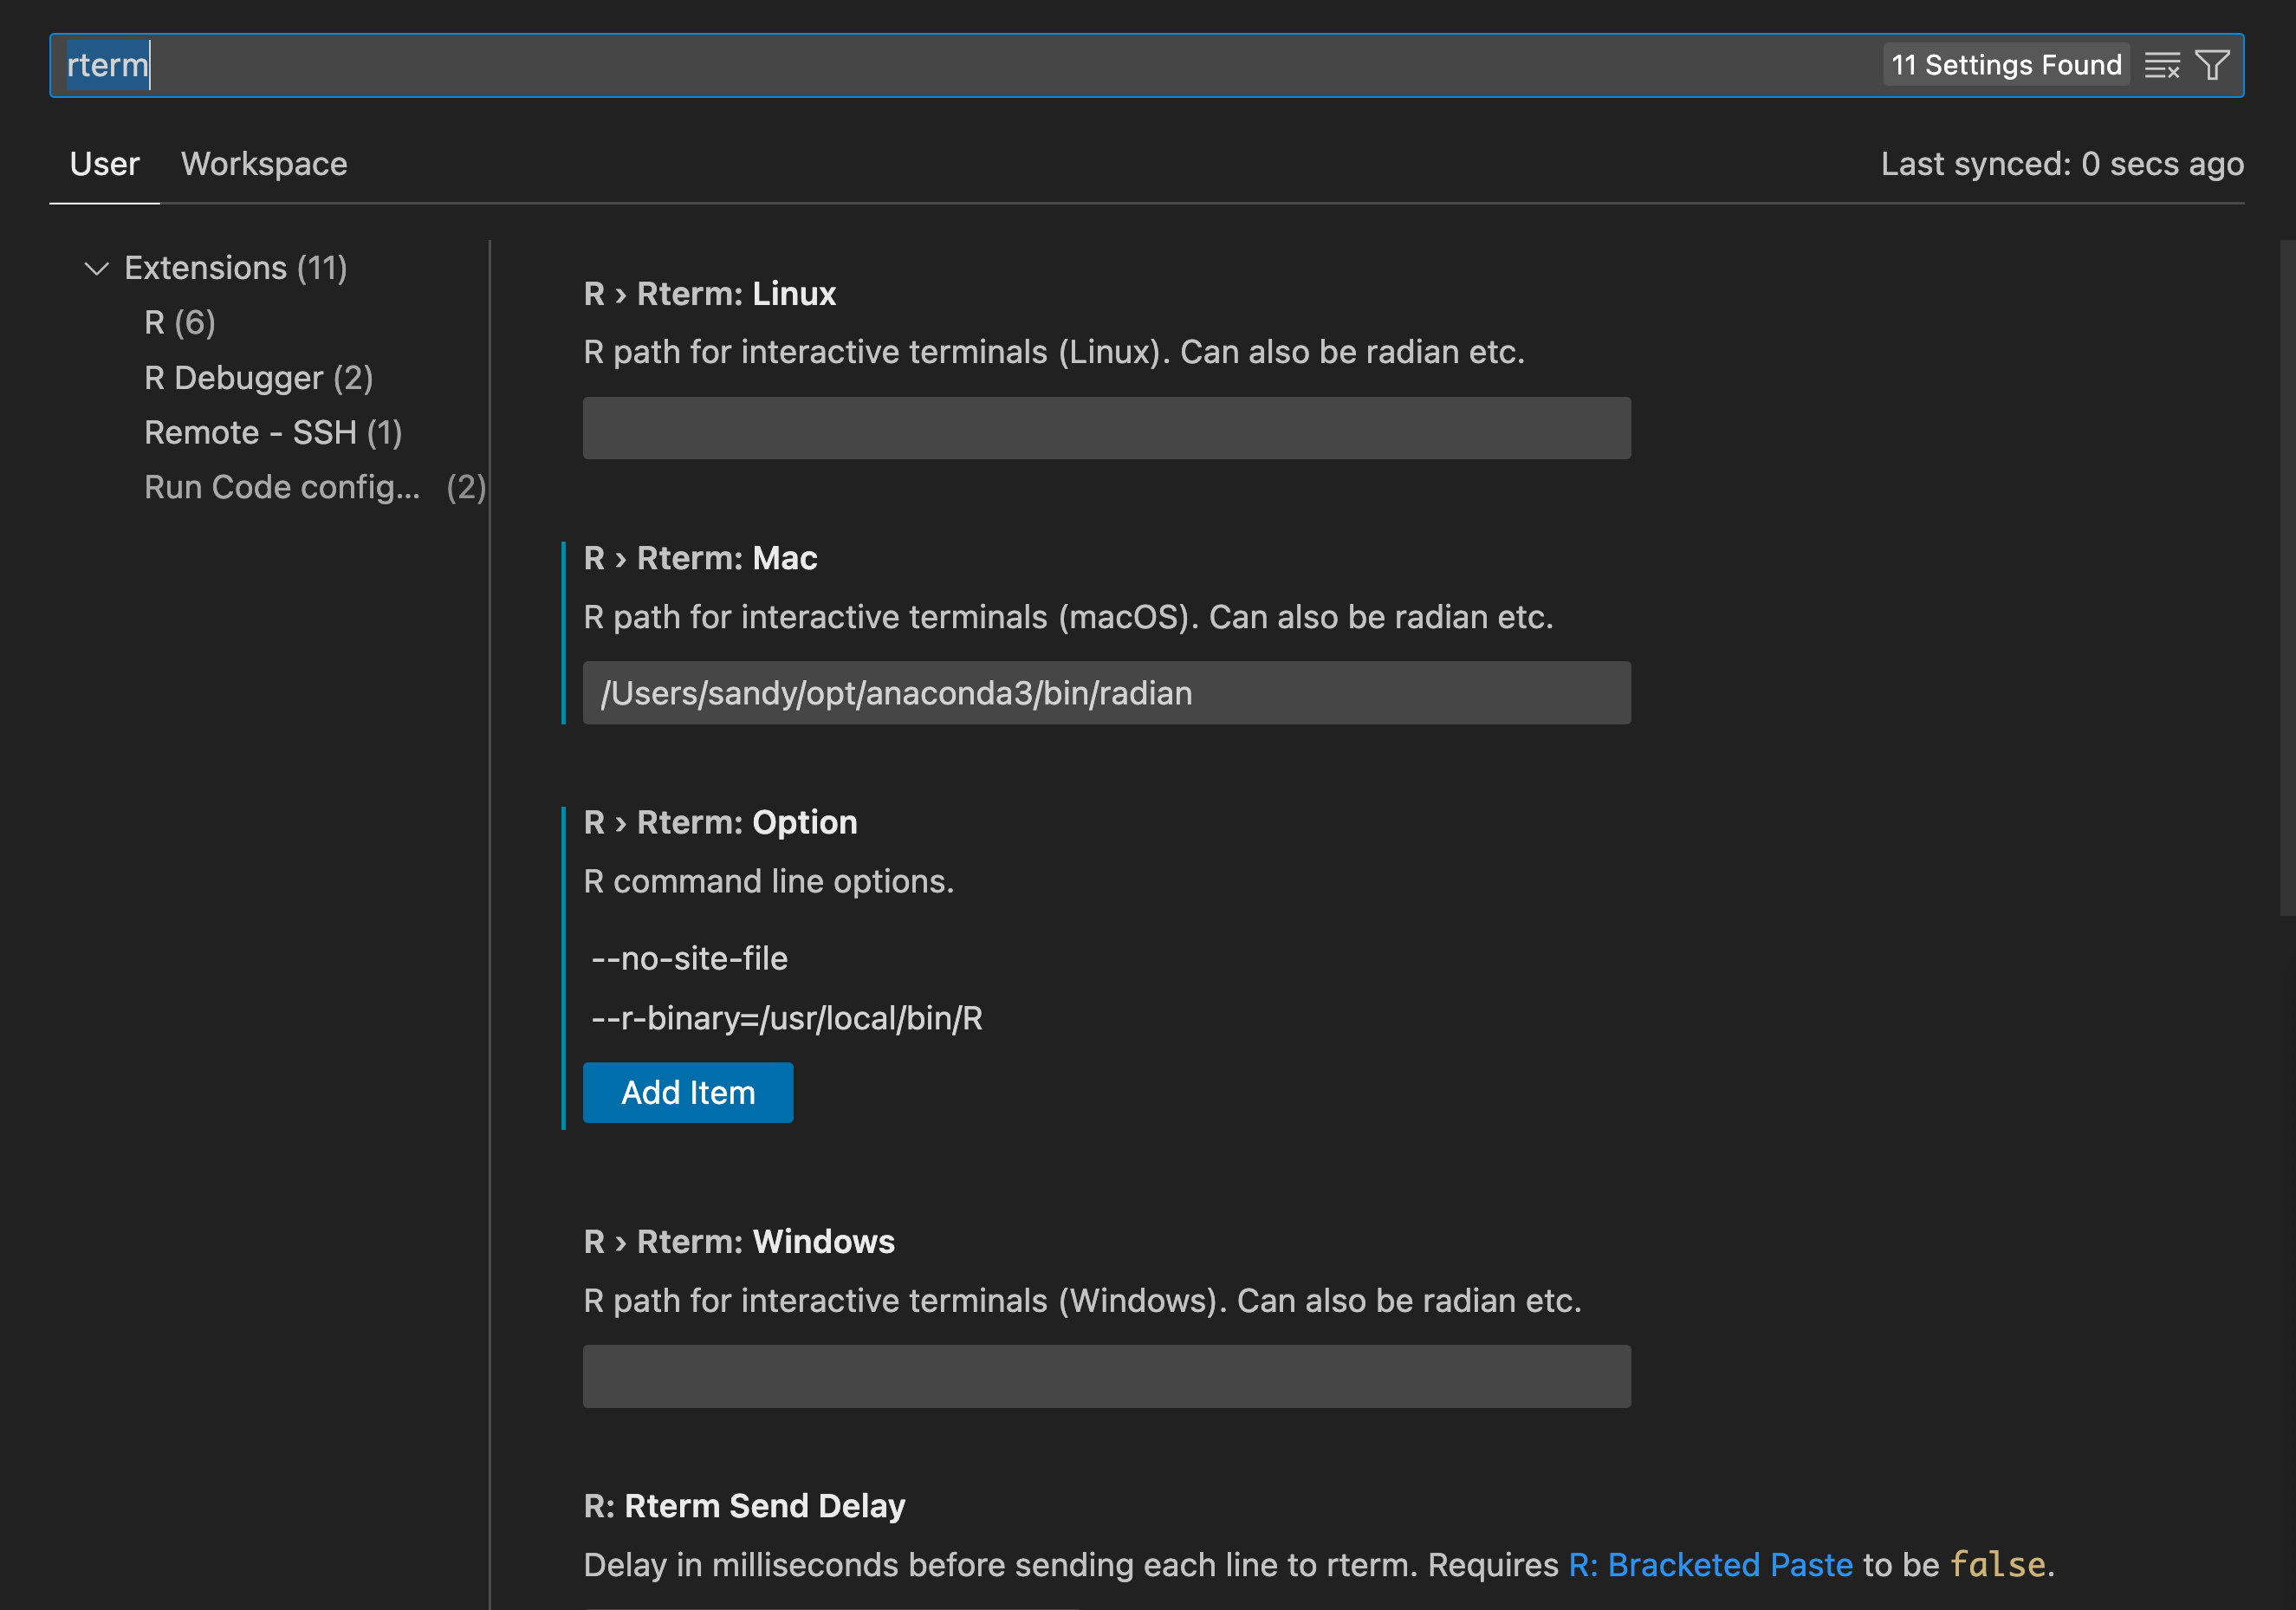 rterm
11 Settings Found
User
Workspace
Last synced: 0 secs ago
Extensions (11)
R (6)
R Debugger (2)
Remote - SSH (1)
Run Code config... (2)
R › Rterm: Linux
R path for interactive terminals (Linux). Can also be radian etc.
R › Rterm: Mac
R path for interactive terminals (macOS). Can also be radian etc.
/Users/sandy/opt/anaconda3/bin/radian
R › Rterm: Option
R command line options.
--no-site-file
--r-binary=/usr/local/bin/R
Add Item
R › Rterm: Windows
R path for interactive terminals (Windows). Can also be radian etc.
R: Rterm Send Delay
Delay in milliseconds before sending each line to rterm. Requires R: Bracketed Paste to be false.